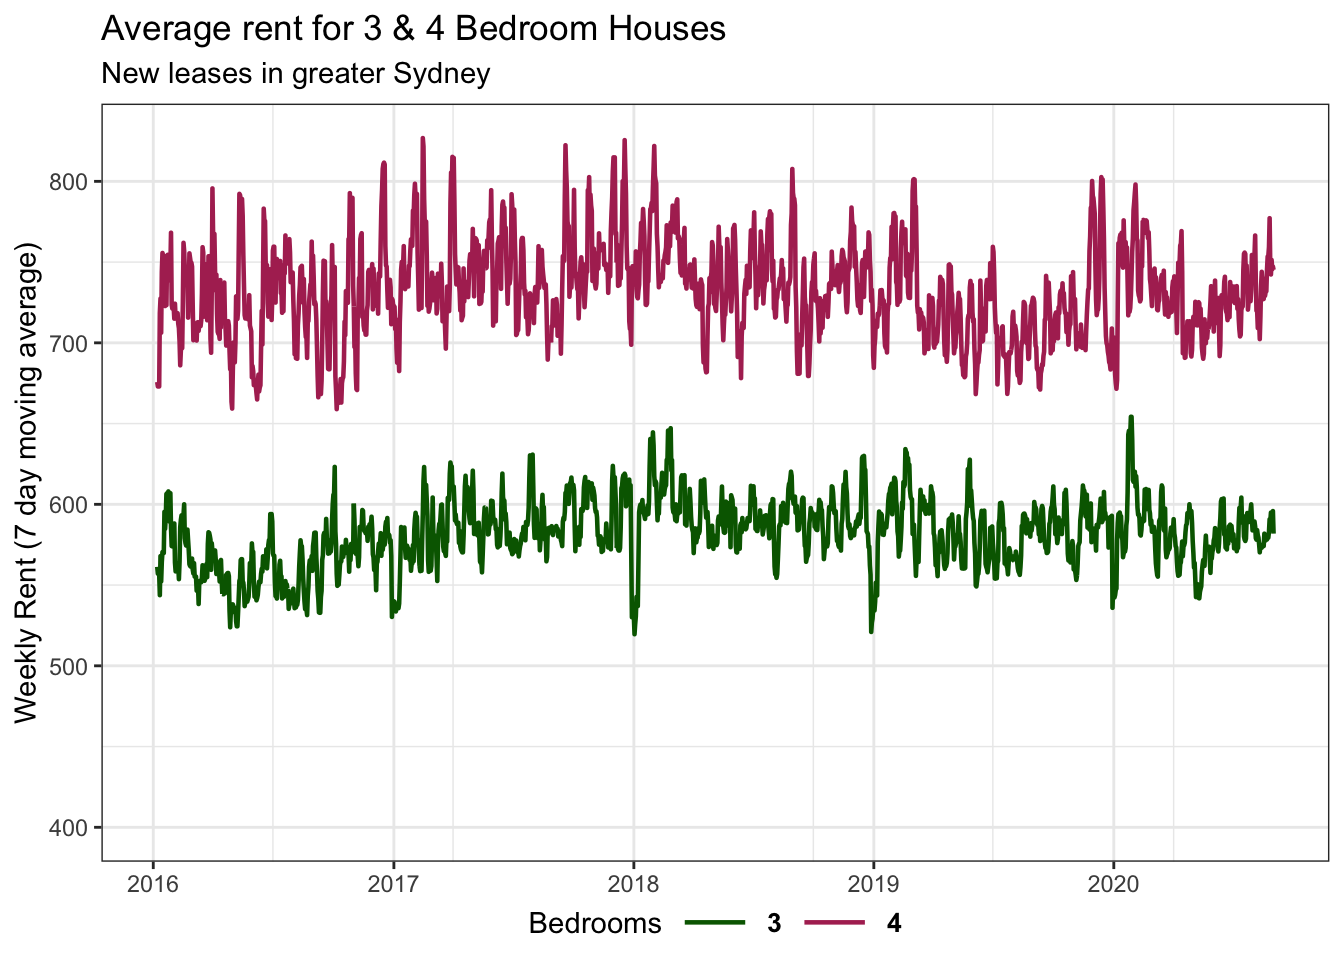 Average rent for 3 & 4 Bedroom Houses
New leases in greater Sydney
Weekly Rent (7 day moving average)
800
700
600
500
400
2016 2017 2018 2019 2020
Bedrooms 3 4